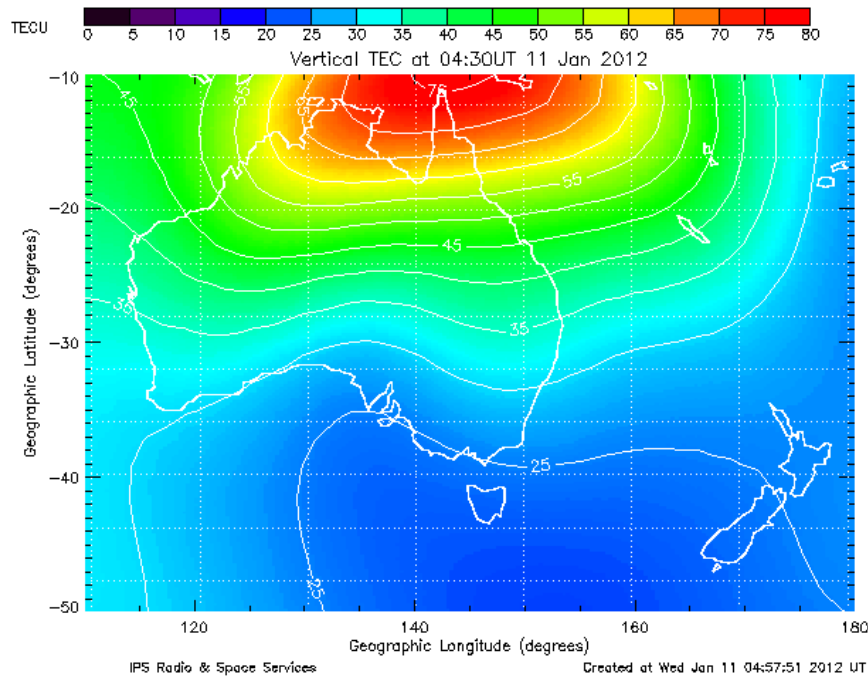 TECU
0 5 10 15 20 25 30 35 40 45 50 55 60 65 70 75 80
Vertical TEC at 04:30UT 11 Jan 2012
-10
-20
-30
-40
-50
Geographic Latitude (degrees)
45
55
65
75
55
45
35
35
25
25
120 140 160 180
Geographic Longitude (degrees)
IPS Radio & Space Services
Created at Wed Jan 11 04:57:51 2012 UT